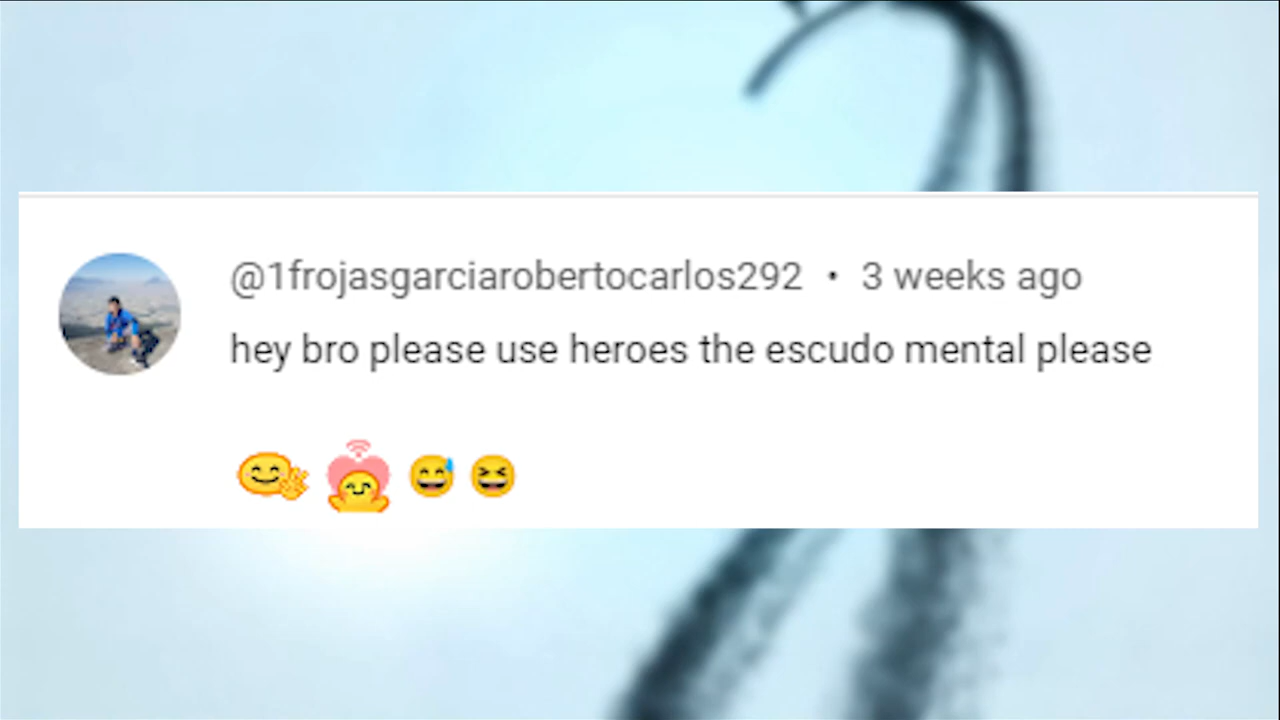 @1frojasgarciarobertocarlos292 • 3 weeks ago
hey bro please use heroes the escudo mental please